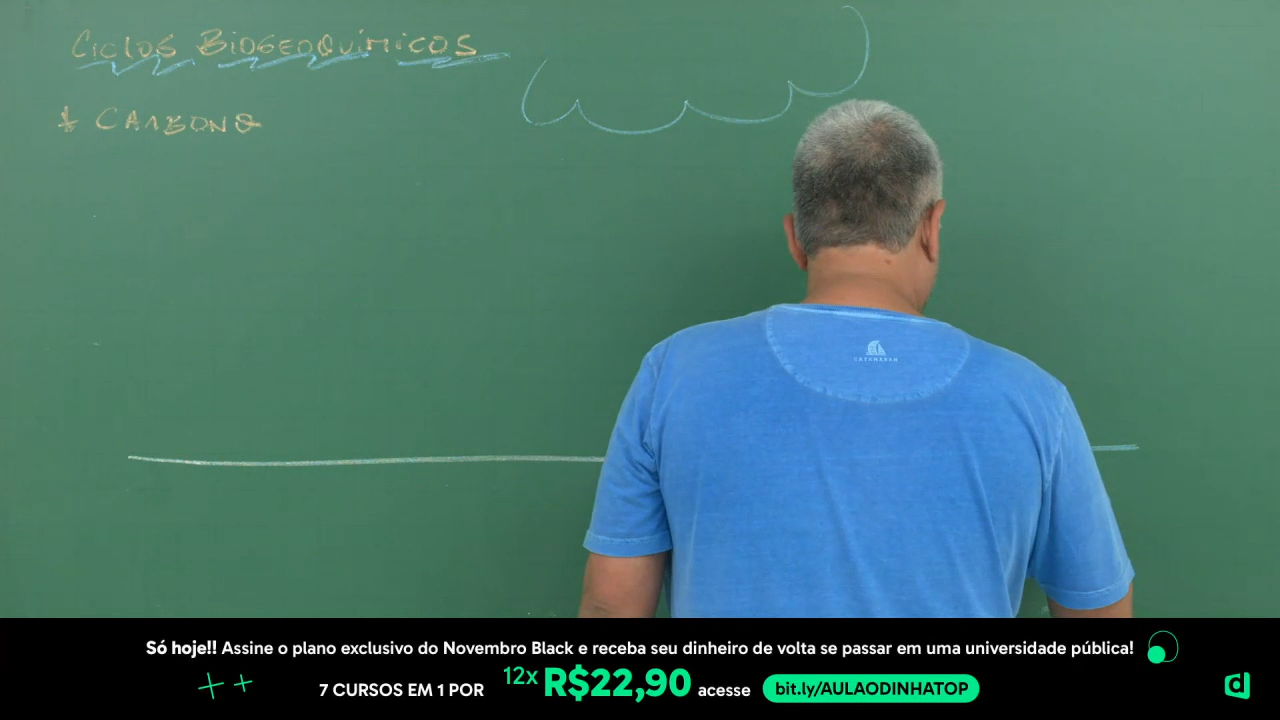 Ciclos Biogeoquímicos
* Carbono
CATAMARAN
Só hoje!! Assine o plano exclusivo do Novembro Black e receba seu dinheiro de volta se passar em uma universidade pública!
7 CURSOS EM 1 POR 12x R$22,90 acesse bit.ly/AULAODINHATOP
d